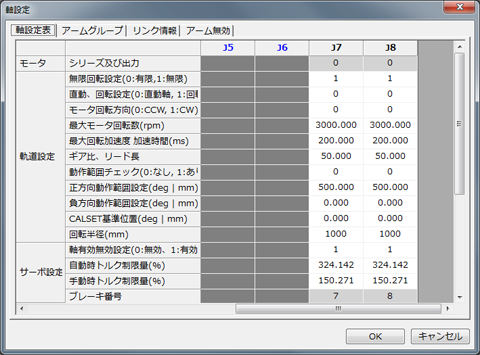 軸設定
軸設定表 アームグループ リンク情報 アーム無効
J5 J6 J7 J8
モータ シリーズ及び出力 0 0
軌道設定 無限回転設定(0:有限,1:無限) 1 1
直動、回転設定(0:直動軸, 1:回転 0 0
モータ回転方向(0:CCW, 1:CW) 0 0
最大モータ回転数(rpm) 3000.000 3000.000
最大回転加速度 加速時間(ms) 200.000 200.000
ギア比、リード長 50.000 50.000
動作範囲チェック(0:なし, 1:あり 0 0
正方向動作範囲設定(deg | mm) 500.000 500.000
負方向動作範囲設定(deg | mm) 0.000 0.000
CALSET基準位置(deg | mm) 0.000 0.000
回転半径(mm) 1000 1000
サーボ設定 軸有効無効設定(0:無効、1:有効 1 1
自動時トルク制限量(%) 324.142 324.142
手動時トルク制限量(%) 150.271 150.271
ブレーキ番号 7 8
OK キャンセル